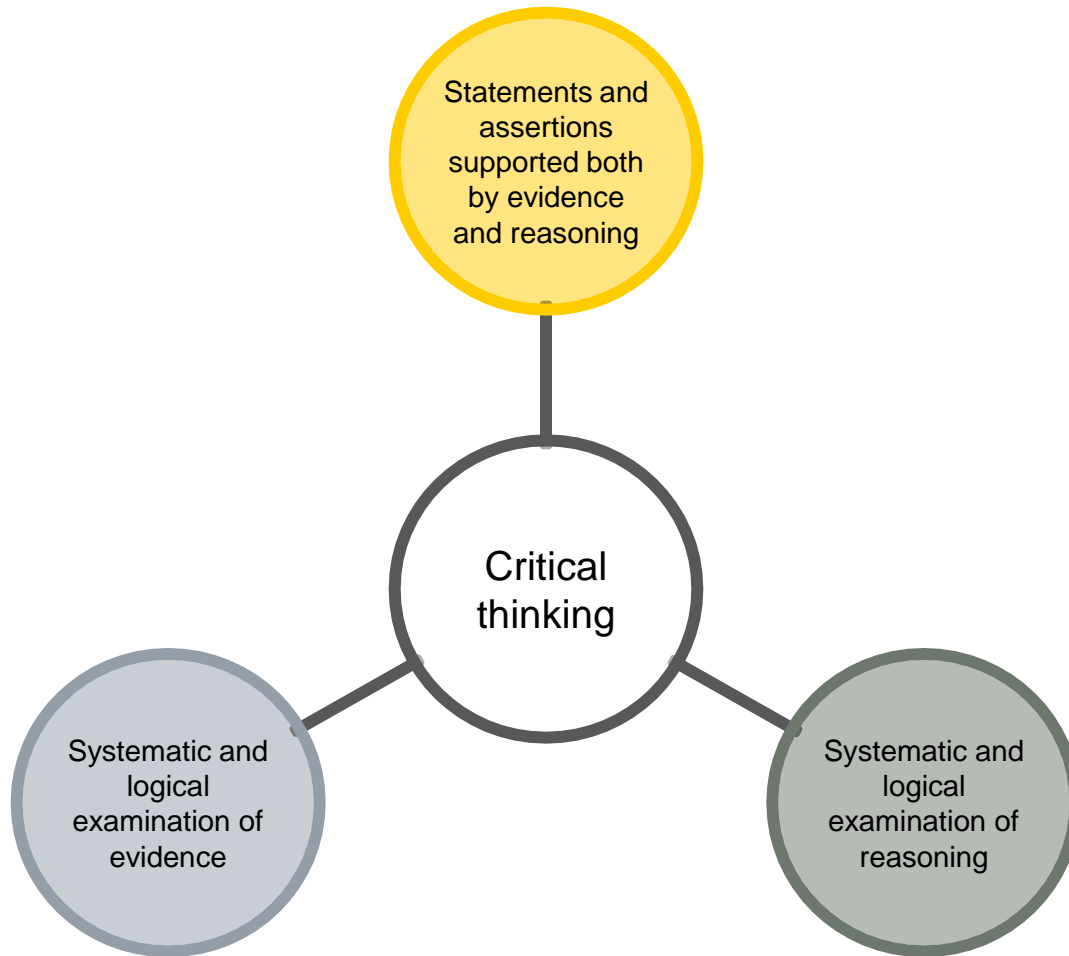 Statements and
assertions
supported both
by evidence
and reasoning
Critical
thinking
Systematic and
logical
examination of
evidence
Systematic and
logical
examination of
reasoning